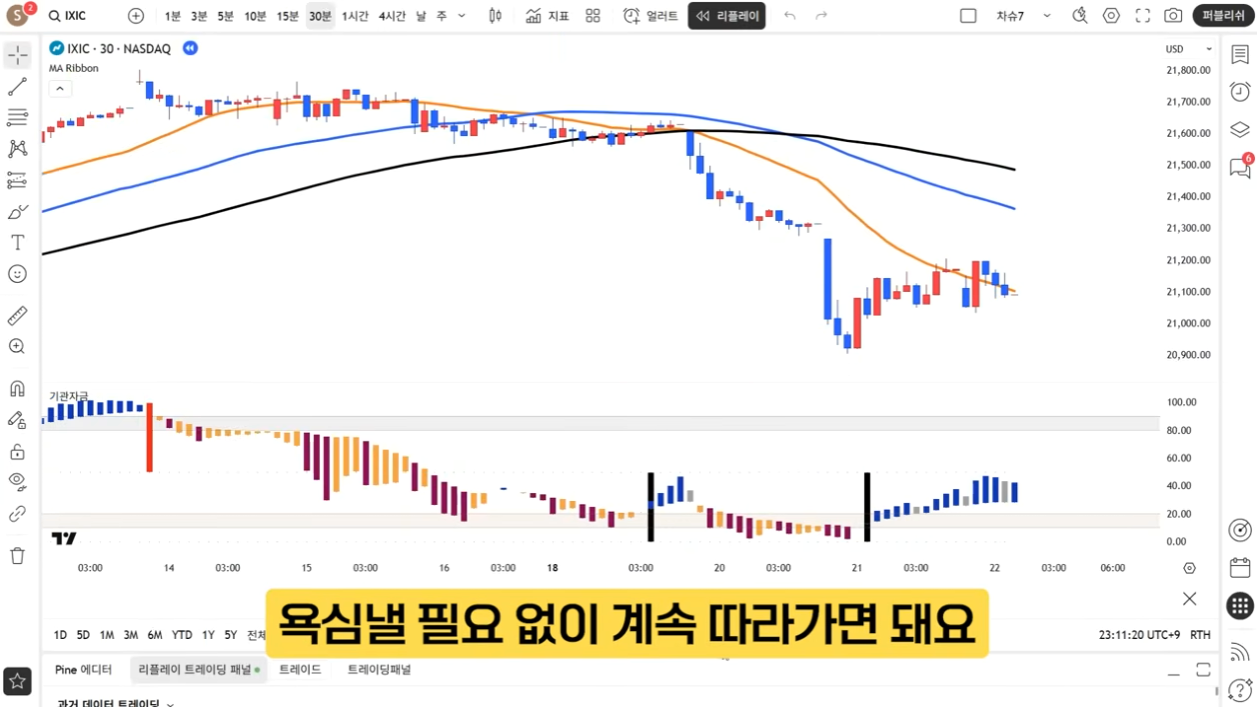 S 2 IXIC 1분 3분 5분 10분 15분 30분 1시간 4시간 날 주 지표 얼러트 리플레이 차슈7 퍼블리쉬
IXIC · 30 · NASDAQ
MA Ribbon
USD
21,800.00
21,700.00
21,600.00
21,500.00
21,400.00
21,300.00
21,200.00
21,100.00
21,000.00
20,900.00
6
기관자금
100.00
80.00
60.00
40.00
20.00
0.00
03:00 14 03:00 15 03:00 16 03:00 18 03:00 20 03:00 21 03:00 22 03:00 06:00
욕심낼 필요 없이 계속 따라가면 돼요
1D 5D 1M 3M 6M YTD 1Y 5Y 전체 23:11:20 UTC+9 RTH
Pine 에디터 리플레이 트레이딩 패널 트레이드 트레이딩패널
과거 데이터 트레이딩